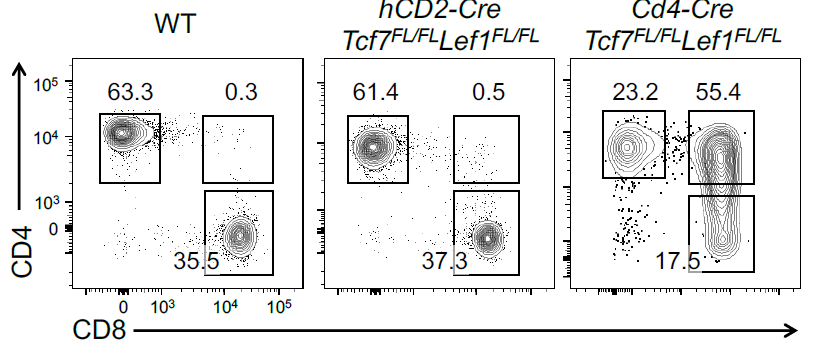 WT
hCD2-Cre
Tcf7FL/FLLef1FL/FL
Cd4-Cre
Tcf7FL/FLLef1FL/FL
63.3
0.3
35.5
61.4
0.5
37.3
23.2
55.4
17.5
10⁵
10⁴
10³
0
CD4
0
10³
10⁴
10⁵
CD8